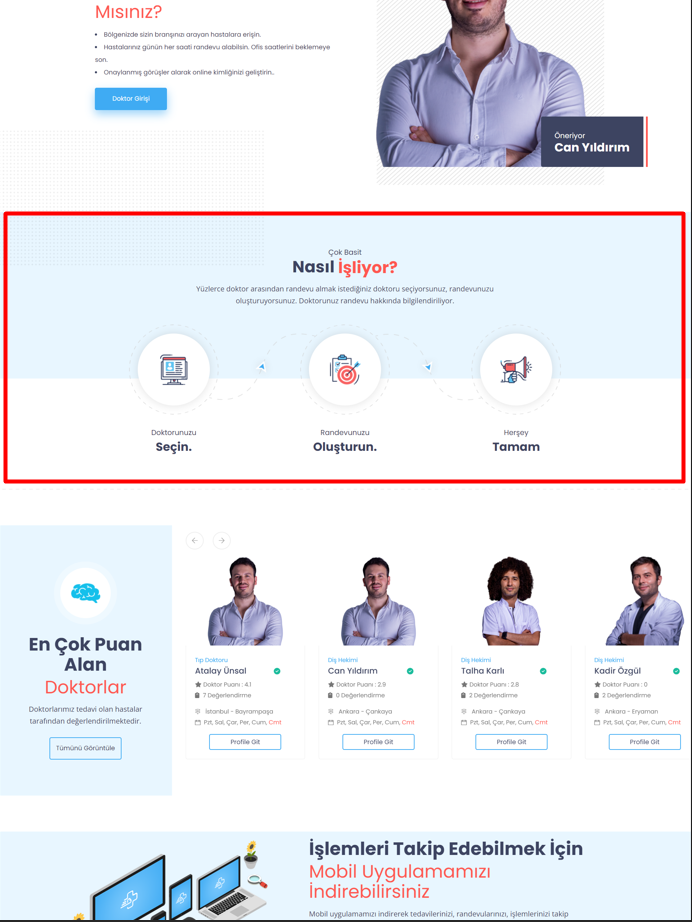 Mısınız?
Bölgenizde sizin branşınızı arayan hastalara erişin.
Hastalarınız günün her saati randevu alabilsin. Ofis saatlerini beklemeye
son.
Onaylanmış görüşler alarak online kimliğinizi geliştirin..
Doktor Girişi
Öneriyor
Can Yıldırım
Çok Basit
Nasıl İşliyor?
Yüzlerce doktor arasından randevu almak istediğiniz doktoru seçiyorsunuz, randevunuzu
oluşturuyorsunuz. Doktorunuz randevu hakkında bilgilendiriliyor.
Doktorunuzu
Seçin.
Randevunuzu
Oluşturun.
Herşey
Tamam
En Çok Puan
Alan
Doktorlar
Doktorlarımız tedavi olan hastalar
tarafından değerlendirilmektedir.
Tümünü Görüntüle
Tıp Doktoru
Atalay Ünsal
Doktor Puanı : 4.1
7 Değerlendirme
İstanbul - Bayrampaşa
Pzt, Sal, Çar, Per, Cum, Cmt
Profile Git
Diş Hekimi
Can Yıldırım
Doktor Puanı : 2.9
0 Değerlendirme
Ankara - Çankaya
Pzt, Sal, Çar, Per, Cum, Cmt
Profile Git
Diş Hekimi
Talha Karlı
Doktor Puanı : 2.8
2 Değerlendirme
Ankara - Çankaya
Pzt, Sal, Çar, Per, Cum, Cmt
Profile Git
Diş Hekimi
Kadir Özgül
Doktor Puanı : 0
2 Değerlendirme
Ankara - Eryaman
Pzt, Sal, Çar, Per, Cum, Cmt
Profile Git
İşlemleri Takip Edebilmek İçin
Mobil Uygulamamızı
İndirebilirsiniz
Mobil uygulamamızı indirerek tedavilerinizi, randevularınızı, işlemlerinizi takip